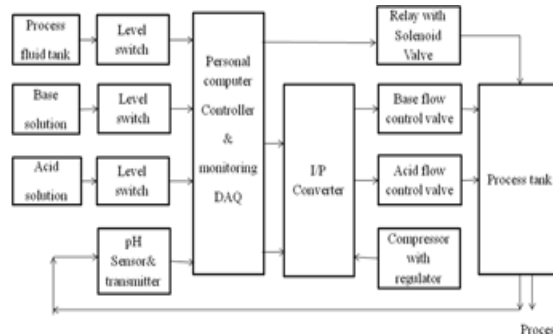 Process
fluid tank
Level
switch
Base
solution
Level
switch
Acid
solution
Level
switch
pH
Sensor&
transmitter
Personal
computer
Controller
&
monitoring
DAQ
I/P
Converter
Relay with
Solenoid
Valve
Base flow
control valve
Acid flow
control valve
Compressor
with
regulator
Process tank
Proces